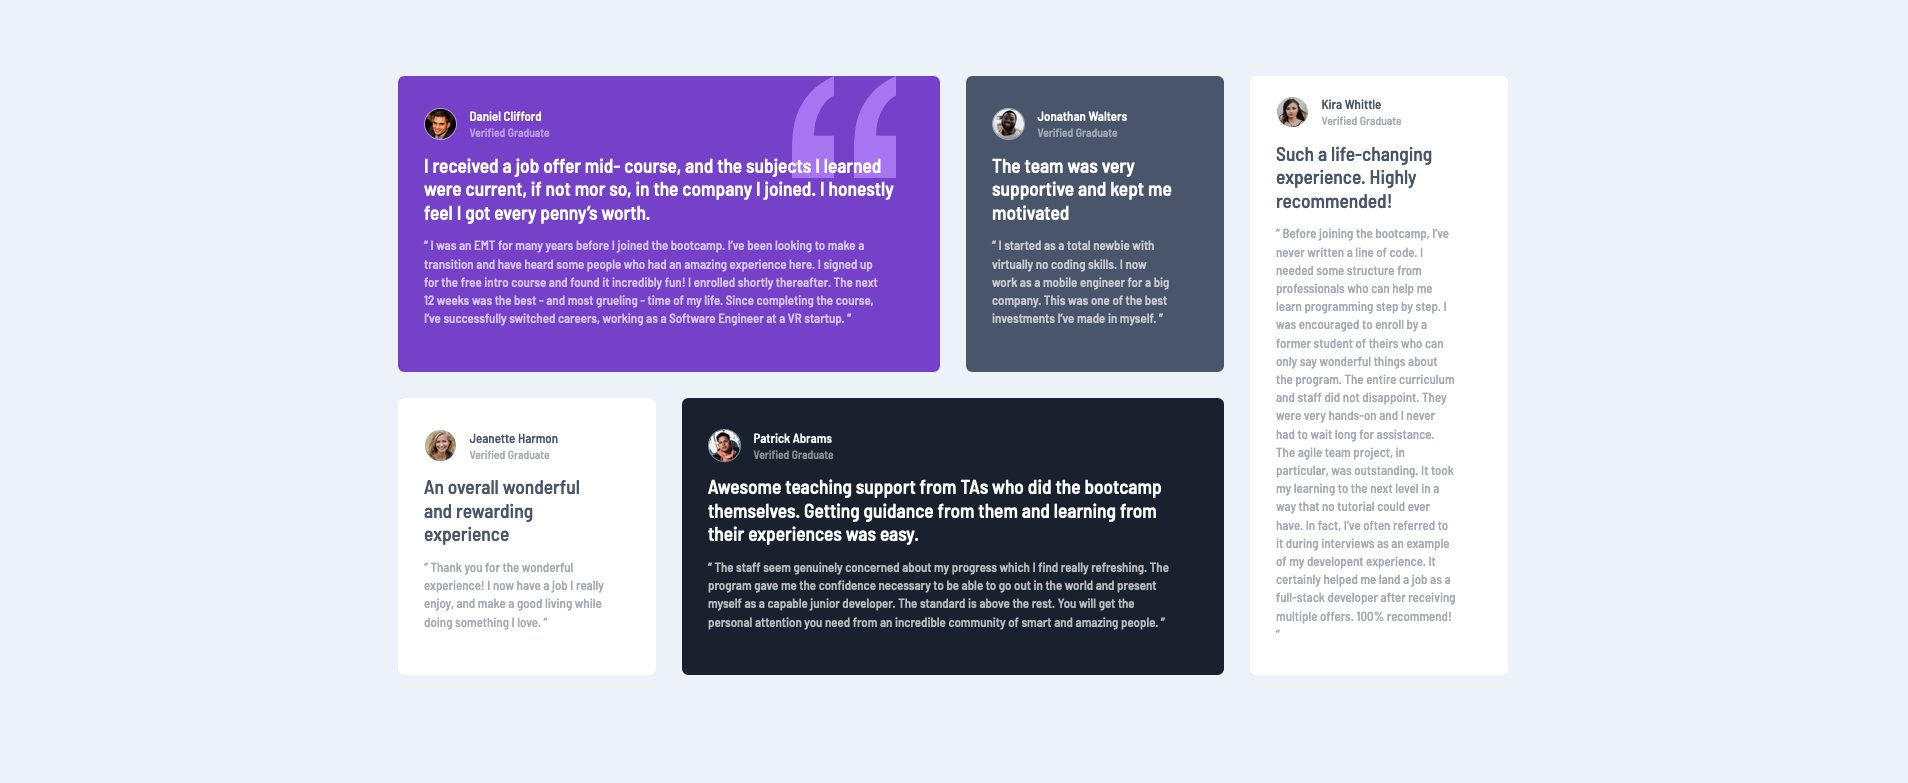 Daniel Clifford
Verified Graduate
I received a job offer mid- course, and the subjects I learned
were current, if not mor so, in the company I joined. I honestly
feel I got every penny’s worth.
“ I was an EMT for many years before I joined the bootcamp. I’ve been looking to make a
transition and have heard some people who had an amazing experience here. I signed up
for the free intro course and found it incredibly fun! I enrolled shortly thereafter. The next
12 weeks was the best - and most grueling - time of my life. Since completing the course,
I’ve successfully switched careers, working as a Software Engineer at a VR startup. ”
Jonathan Walters
Verified Graduate
The team was very
supportive and kept me
motivated
“ I started as a total newbie with
virtually no coding skills. I now
work as a mobile engineer for a big
company. This was one of the best
investments I’ve made in myself. ”
Kira Whittle
Verified Graduate
Such a life-changing
experience. Highly
recommended!
“ Before joining the bootcamp, I’ve
never written a line of code. I
needed some structure from
professionals who can help me
learn programming step by step. I
was encouraged to enroll by a
former student of theirs who can
only say wonderful things about
the program. The entire curriculum
and staff did not disappoint. They
were very hands-on and I never
had to wait long for assistance.
The agile team project, in
particular, was outstanding. It took
my learning to the next level in a
way that no tutorial could ever
have. In fact, I’ve often referred to
it during interviews as an example
of my developent experience. It
certainly helped me land a job as a
full-stack developer after receiving
multiple offers. 100% recommend!
”
Jeanette Harmon
Verified Graduate
An overall wonderful
and rewarding
experience
“ Thank you for the wonderful
experience! I now have a job I really
enjoy, and make a good living while
doing something I love. ”
Patrick Abrams
Verified Graduate
Awesome teaching support from TAs who did the bootcamp
themselves. Getting guidance from them and learning from
their experiences was easy.
“ The staff seem genuinely concerned about my progress which I find really refreshing. The
program gave me the confidence necessary to be able to go out in the world and present
myself as a capable junior developer. The standard is above the rest. You will get the
personal attention you need from an incredible community of smart and amazing people. ”